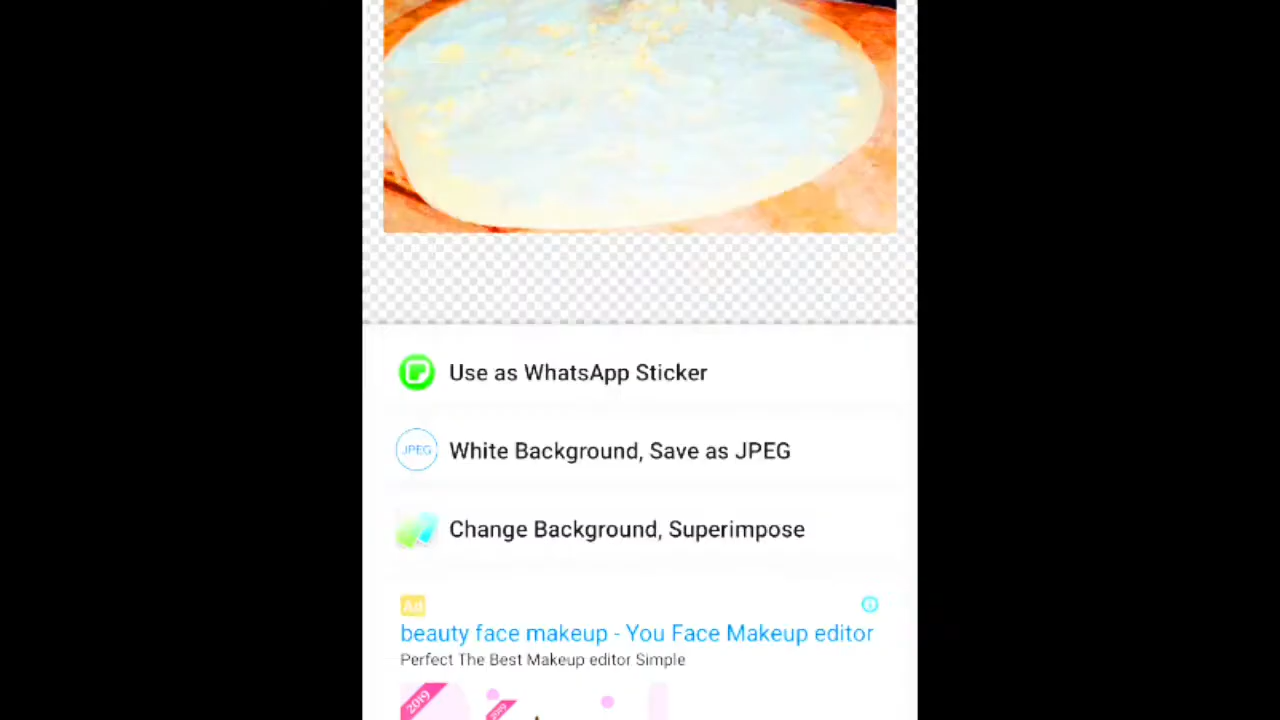 Use as WhatsApp Sticker
JPEG
White Background, Save as JPEG
Change Background, Superimpose
Ad
beauty face makeup - You Face Makeup editor
Perfect The Best Makeup editor Simple
2019
2019